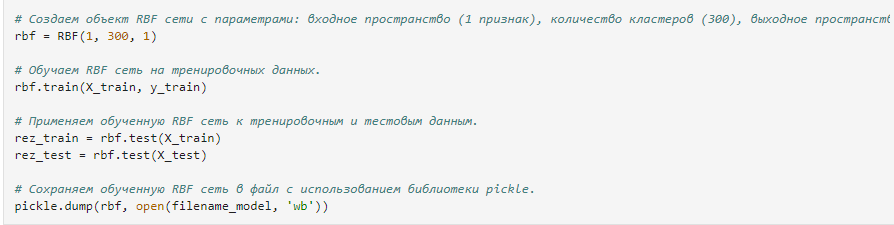 # Создаем объект RBF сети с параметрами: входное пространство (1 признак), количество кластеров (300), выходное
rbf = RBF(1, 300, 1)
# Обучаем RBF сеть на тренировочных данных.
rbf.train(X_train, y_train)
# Применяем обученную RBF сеть к тренировочным и тестовым данным.
rez_train = rbf.test(X_train)
rez_test = rbf.test(X_test)
# Сохраняем обученную RBF сеть в файл с использованием библиотеки pickle.
pickle.dump(rbf, open(filename_model, 'wb'))